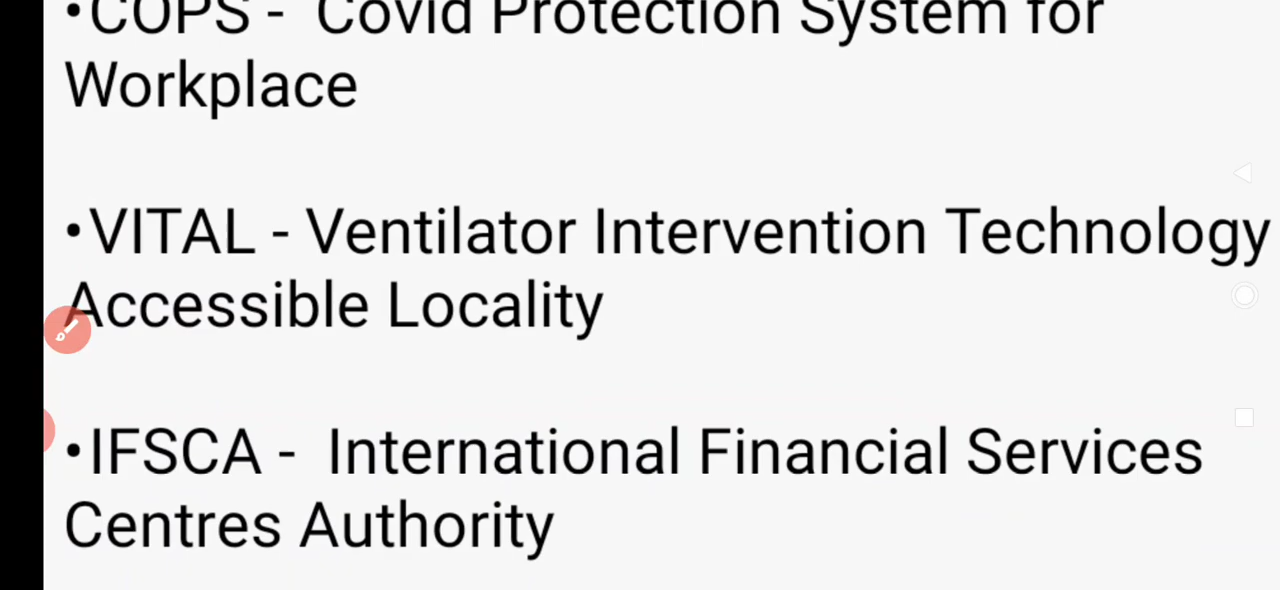 •COPS -  Covid Protection System for
Workplace
•VITAL - Ventilator Intervention Technology
Accessible Locality
•IFSCA -  International Financial Services
Centres Authority